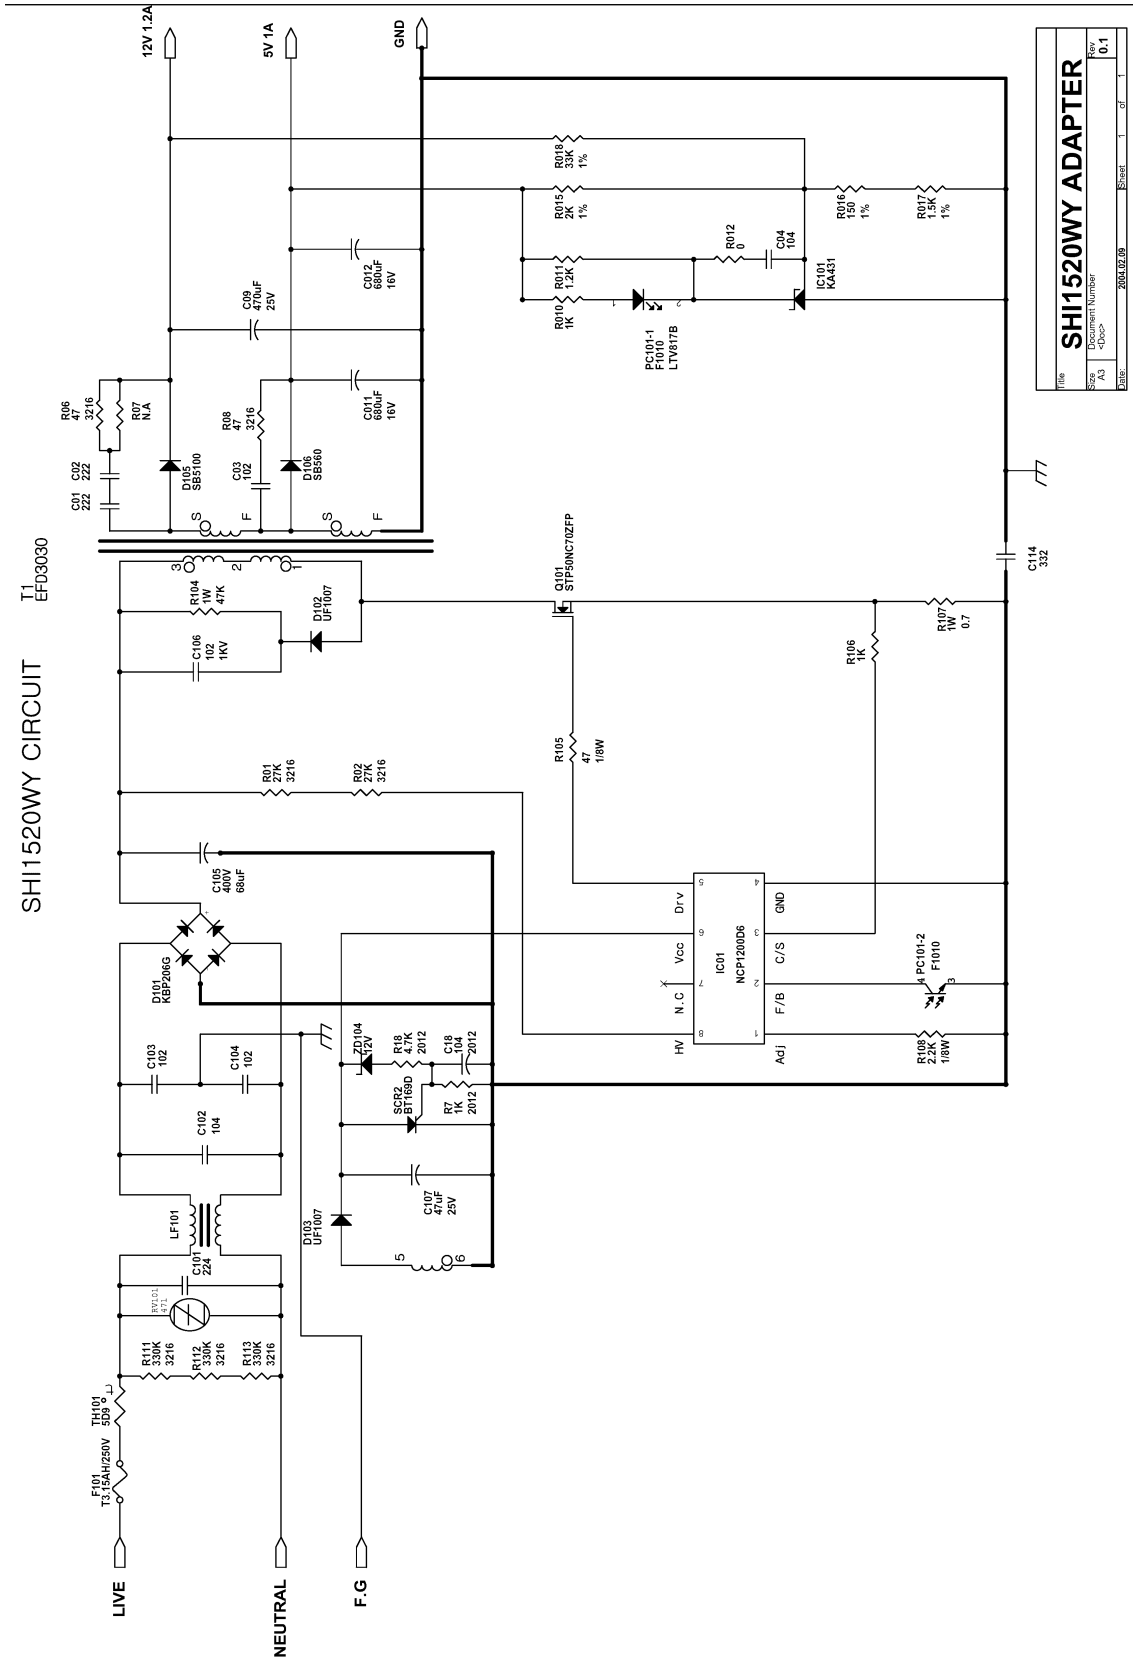 SHI1520WY CIRCUIT
T1
EFD3030
LIVE
NEUTRAL
F.G
F101
T3.15AH/250V
TH101
5D9
R111
330K
3216
R112
330K
3216
R113
330K
3216
RV101
471
C101
224
LF101
C102
104
C103
102
C104
102
D101
KBP206G
+
-
C105
400V
68uF
R01
27K
3216
R02
27K
3216
C106
102
1KV
R104
1W
47K
D102
UF1007
3
2
1
S
F
S
F
C01
222
C02
222
R06
47
3216
R07
N.A
D105
SB5100
C03
102
R08
47
3216
D106
SB560
C09
470uF
25V
C011
680uF
16V
C012
680uF
16V
12V 1.2A
5V 1A
GND
D103
UF1007
5
6
C107
47uF
25V
SCR2
BT169D
ZD104
12V
R18
4.7K
2012
R7
1K
2012
C18
104
2012
HV
N.C
Vcc
Drv
8
7
6
5
IC01
NCP1200D6
1
2
3
4
Adj
F/B
C/S
GND
R108
2.2K
1/8W
4
PC101-2
F1010
3
R105
47
1/8W
Q101
STP50NC70ZFP
R106
1K
R107
1W
0.7
C114
332
R010
1K
R011
1.2K
R015
2K
1%
R018
33K
1%
1
2
PC101-1
F1010
LTV817B
R012
0
C04
104
IC101
KA431
R016
150
1%
R017
1.5K
1%
Title
SHI1520WY ADAPTER
Size
A3
Document Number
<Doc>
Rev
0.1
Date:
2004.02.09
Sheet
1
of
1